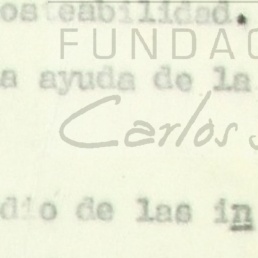 osteabilidad.
FUNDAC
a ayuda de la
Carlos S
dio de las in